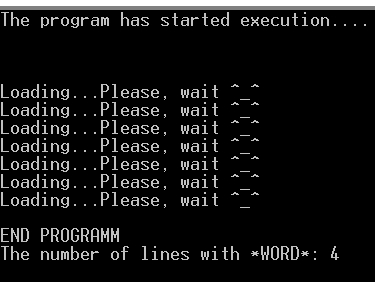 The program has started execution....
Loading...Please, wait ^_^
Loading...Please, wait ^_^
Loading...Please, wait ^_^
Loading...Please, wait ^_^
Loading...Please, wait ^_^
Loading...Please, wait ^_^
Loading...Please, wait ^_^
END PROGRAMM
The number of lines with *WORD*: 4